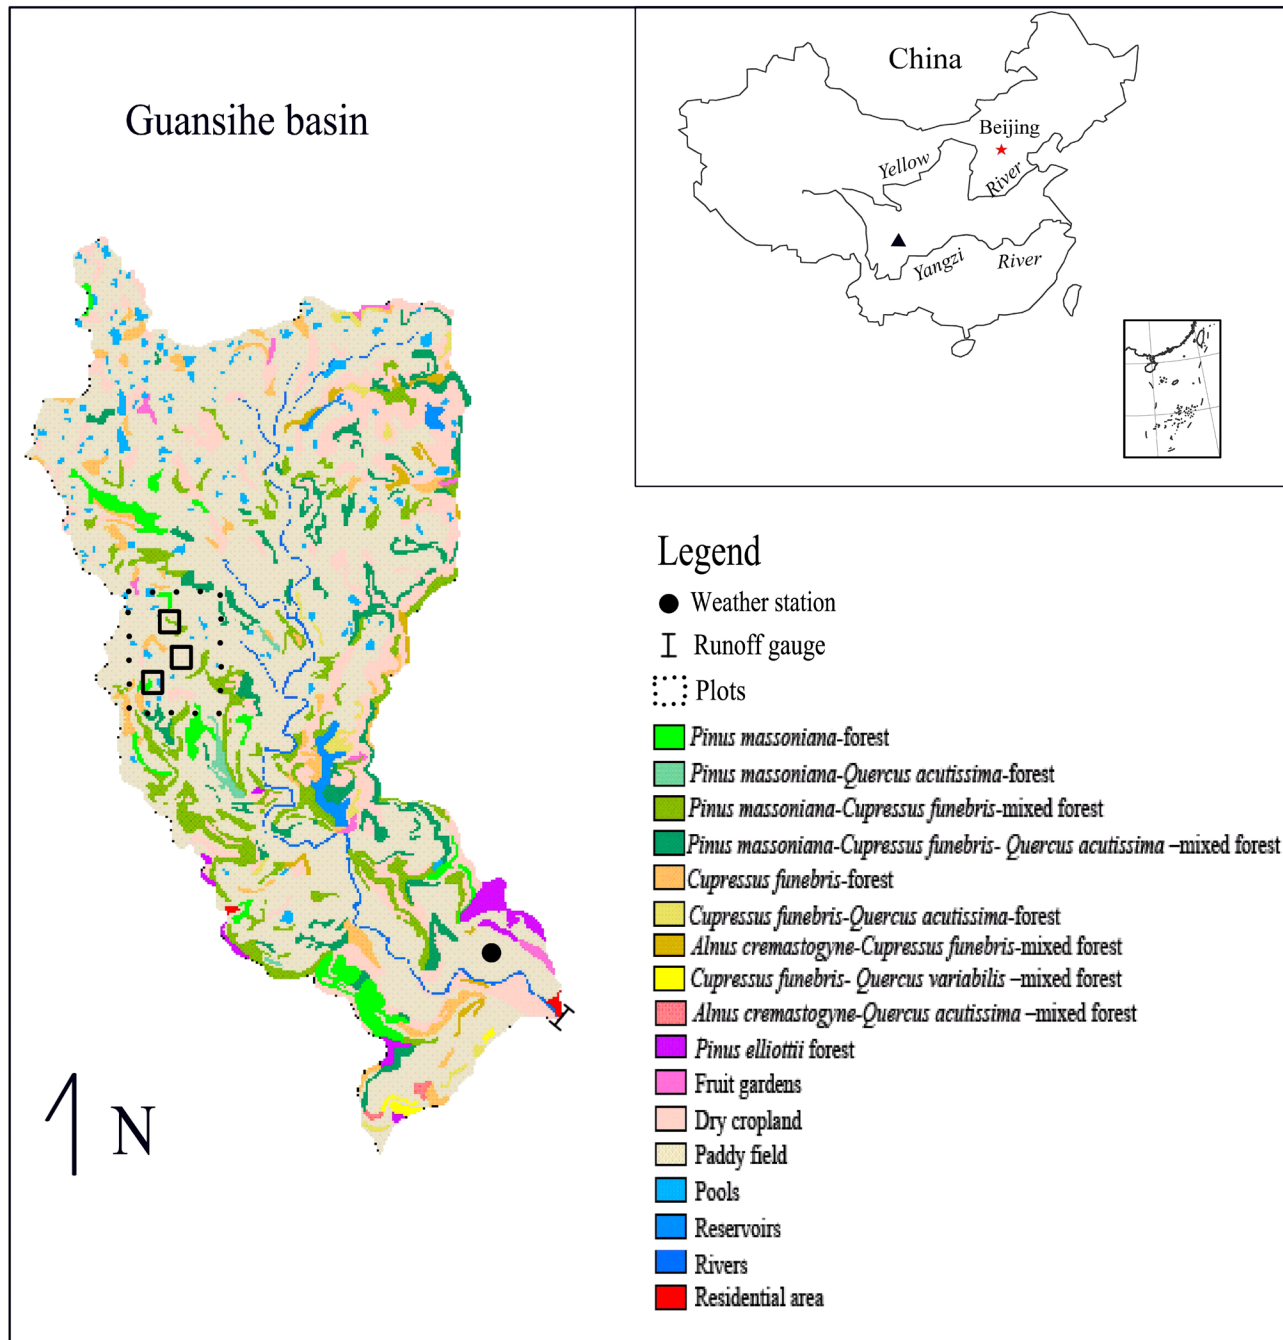 Guansihe basin
China
Beijing
Yellow
River
Yangzi
River
Legend
Weather station
Runoff gauge
Plots
Pinus massoniana-forest
Pinus massoniana-Quercus acutissima-forest
Pinus massoniana-Cupressus funebris-mixed forest
Pinus massoniana-Cupressus funebris- Quercus acutissima –mixed forest
Cupressus funebris-forest
Cupressus funebris-Quercus acutissima-forest
Alnus cremastogyne-Cupressus funebris-mixed forest
Cupressus funebris- Quercus variabilis –mixed forest
Alnus cremastogyne-Quercus acutissima –mixed forest
Pinus elliottii forest
Fruit gardens
Dry cropland
Paddy field
Pools
Reservoirs
Rivers
Residential area
N